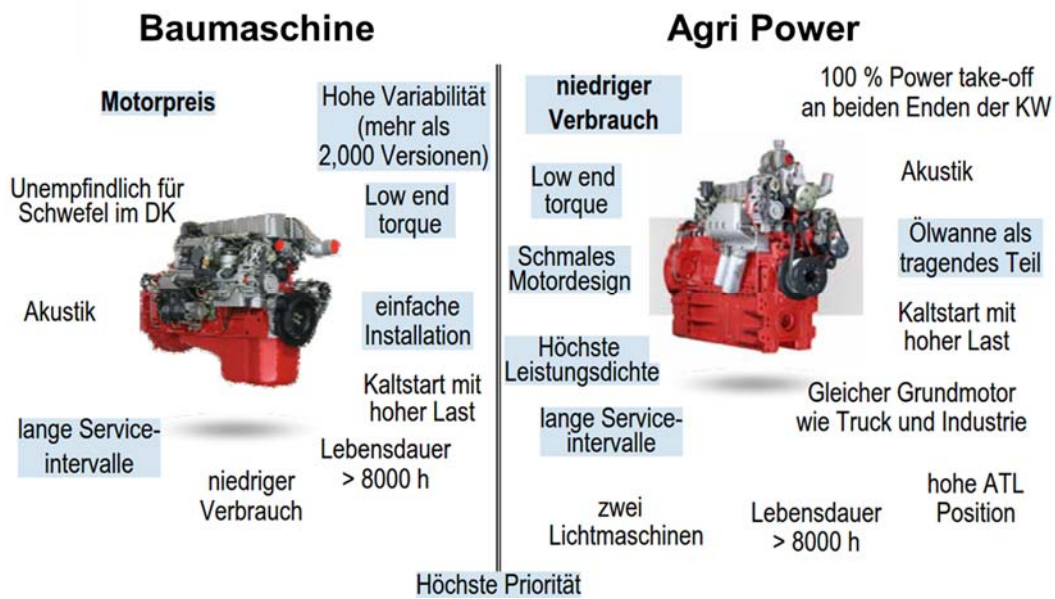 Baumaschine
Motorpreis
Hohe Variabilität
(mehr als
2,000 Versionen)
Unempfindlich für
Schwefel im DK
Low end
torque
Akustik
einfache
Installation
Kaltstart mit
hoher Last
lange Service-
intervalle
Lebensdauer
> 8000 h
niedriger
Verbrauch
Agri Power
niedriger
Verbrauch
100 % Power take-off
an beiden Enden der KW
Low end
torque
Akustik
Schmales
Motordesign
Ölwanne als
tragendes Teil
Kaltstart mit
hoher Last
Höchste
Leistungsdichte
Gleicher Grundmotor
wie Truck und Industrie
lange Service-
intervalle
hohe ATL
Position
zwei
Lichtmaschinen
Lebensdauer
> 8000 h
Höchste Priorität